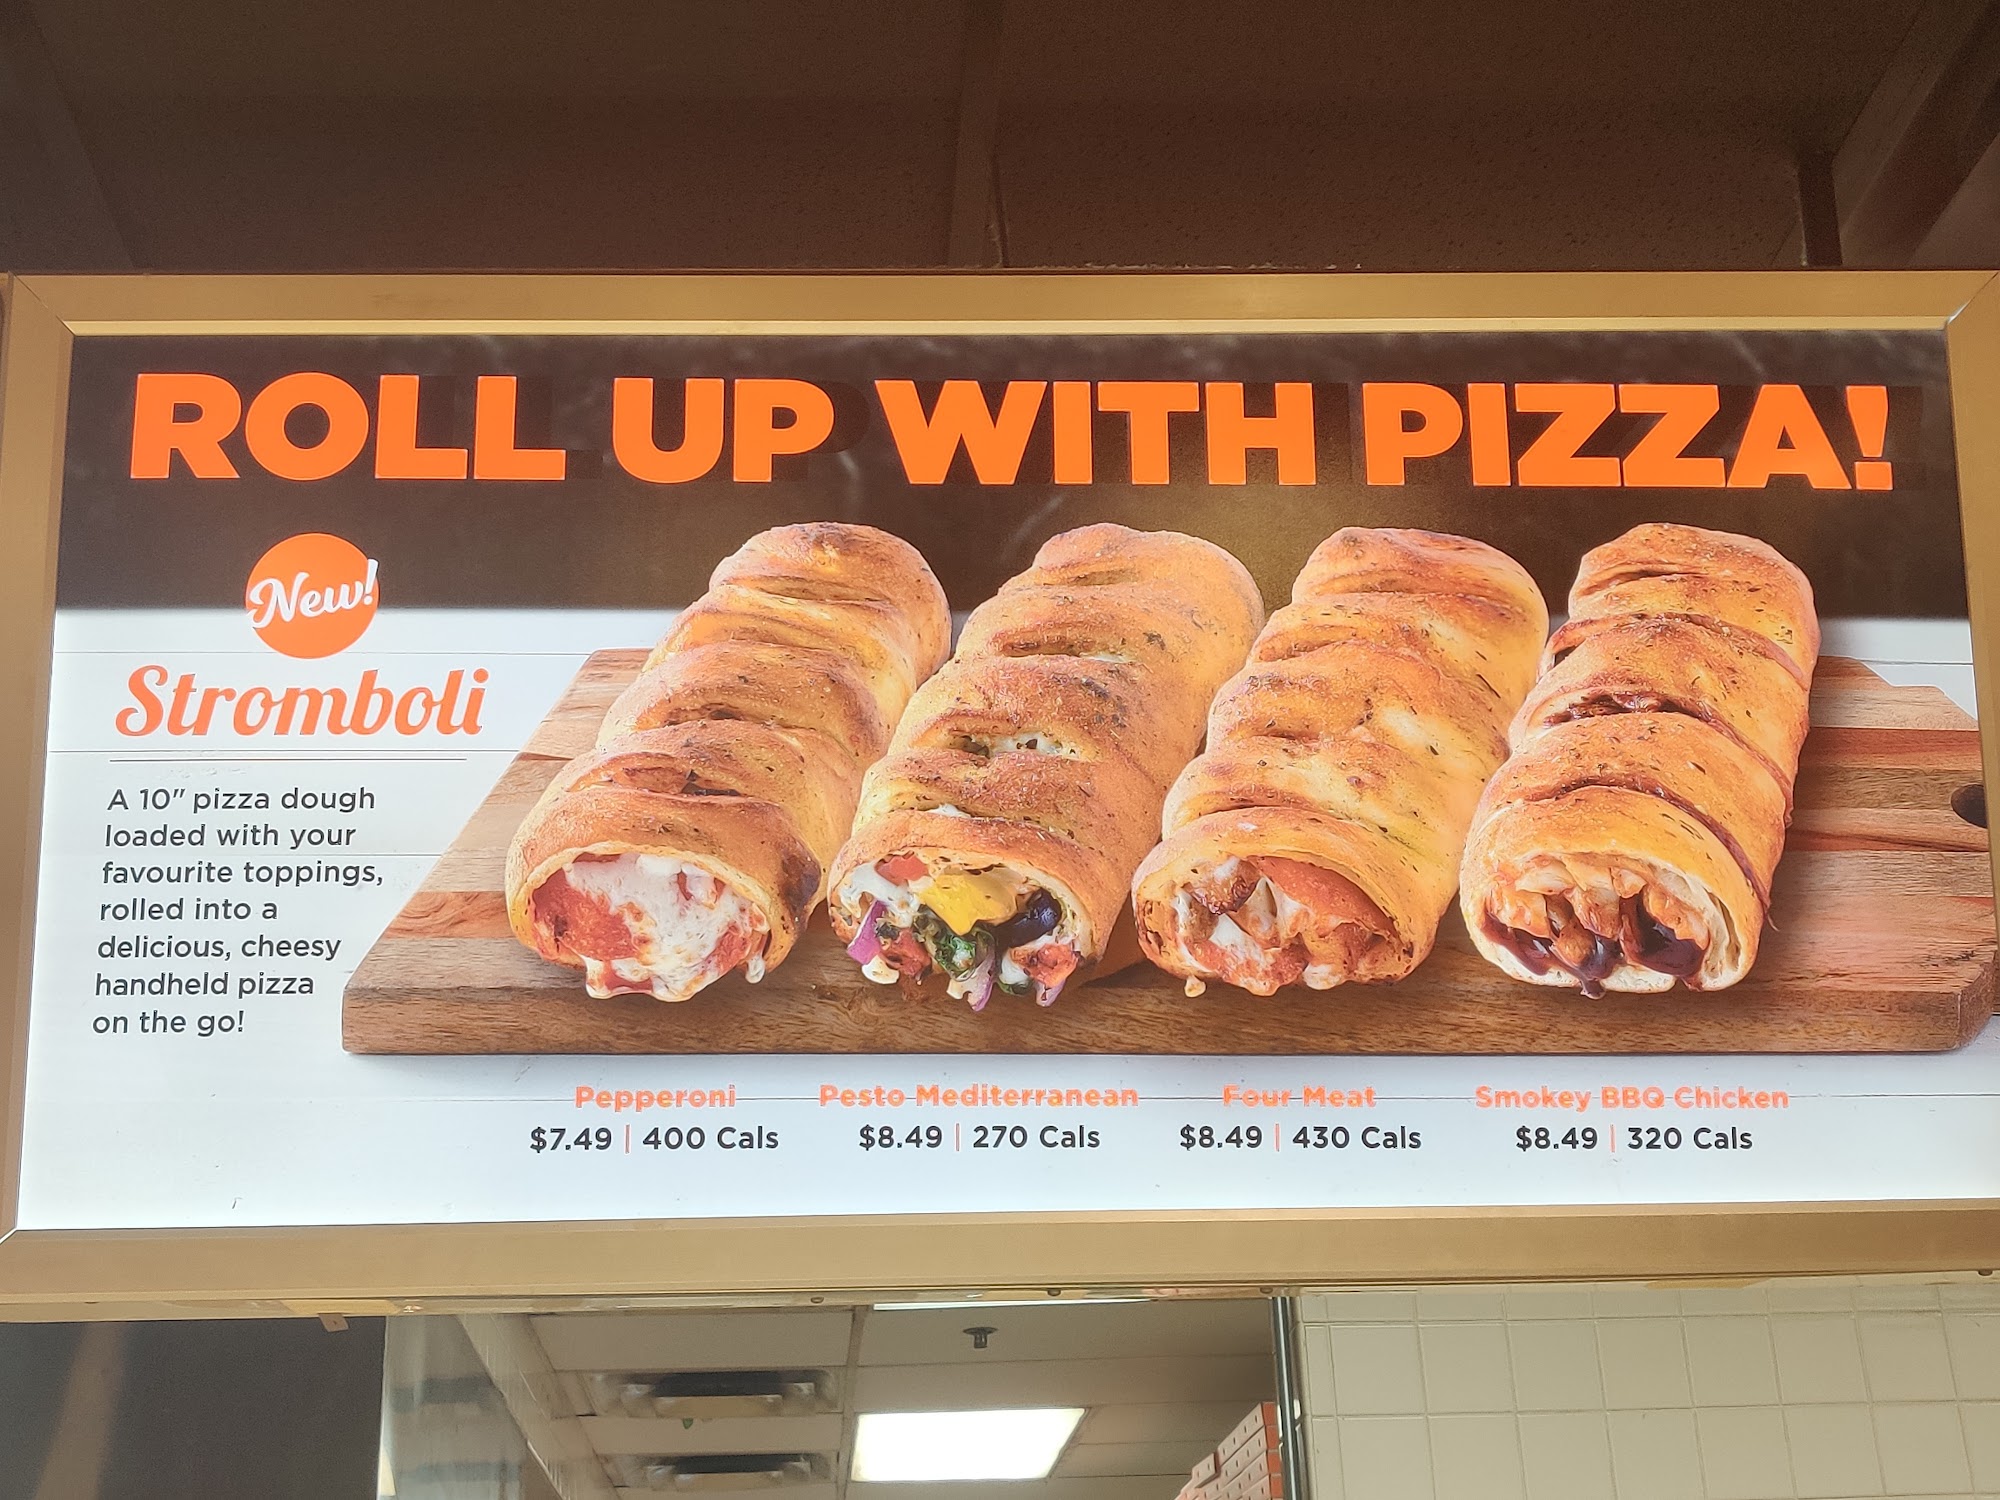 ROLL UP WITH PIZZA!
New!
Stromboli
A 10" pizza dough
loaded with your
favourite toppings,
rolled into a
delicious, cheesy
handheld pizza
on the go!
Pepperoni
$7.49 | 400 Cals
Pesto Mediterranean
$8.49 | 270 Cals
Four Meat
$8.49 | 430 Cals
Smokey BBQ Chicken
$8.49 | 320 Cals